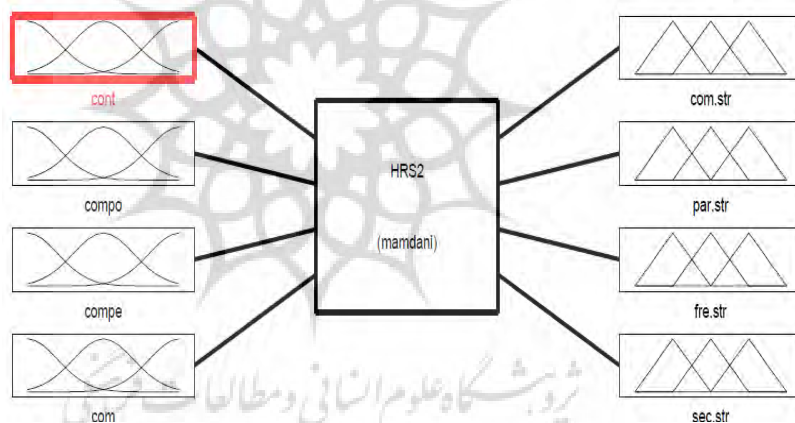 cont
compo
compe
com
HRS2
(mamdani)
com.str
par.str
fre.str
sec.str
پژوهشگاه علوم انسانی و مطالعات فرهنگی